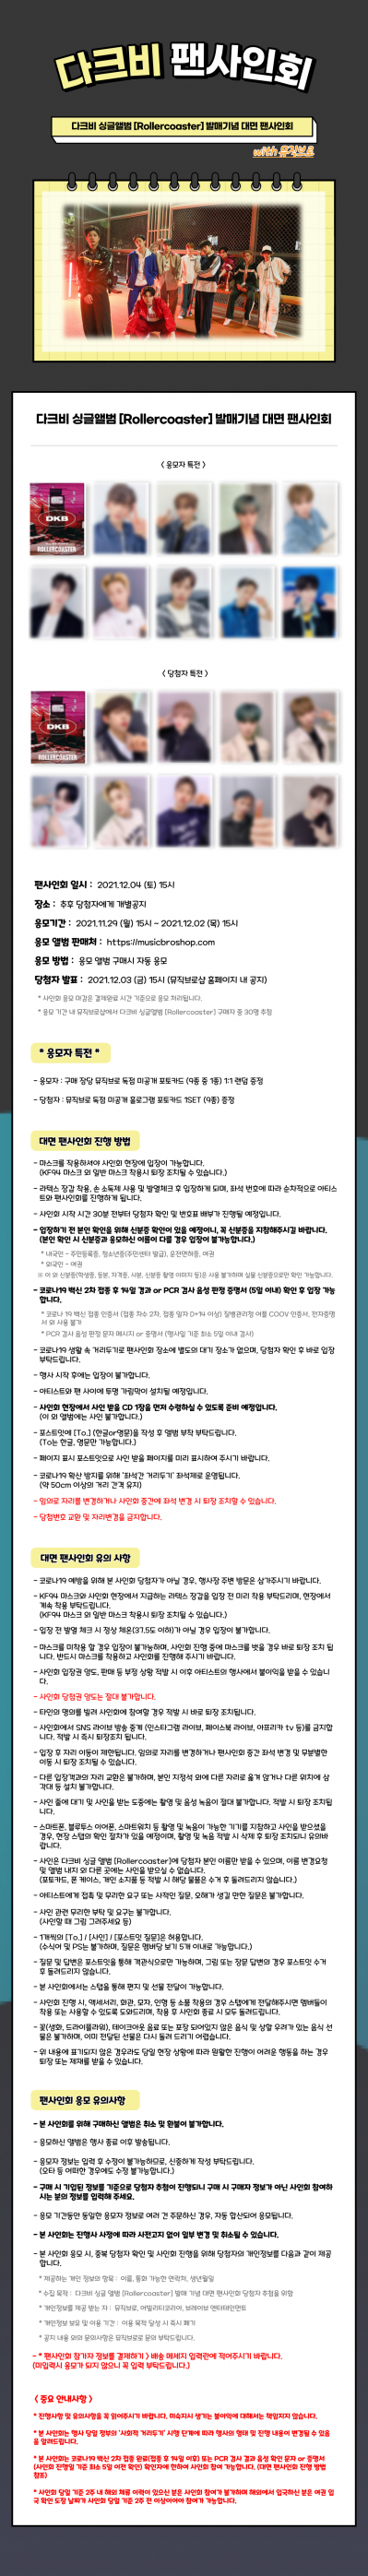 다크비 팬사인회
다크비 싱글앨범 [Rollercoaster] 발매기념 대면 팬사인회
with 뮤직브로
다크비 싱글앨범 [Rollercoaster] 발매기념 대면 팬사인회
< 응모자 특전 >
DKB
ROLLERCOASTER
< 당첨자 특전 >
DKB
ROLLERCOASTER
팬사인회 일시 : 2021.12.04 (토) 15시
장소 : 추후 당첨자에게 개별공지
응모기간 : 2021.11.29 (월) 15시 ~ 2021.12.02 (목) 15시
응모 앨범 판매처 : https://musicbroshop.com
응모 방법 : 응모 앨범 구매시 자동 응모
당첨자 발표 : 2021.12.03 (금) 15시 (뮤직브로샵 홈페이지 내 공지)
* 사인회 응모 마감은 결제완료 시간 기준으로 응모 처리됩니다.
* 응모 기간 내 뮤직브로샵에서 다크비 싱글앨범 [Rollercoaster] 구매자 중 30명 추첨
* 응모자 특전 *
- 응모자 : 구매 장당 뮤직브로 독점 미공개 포토카드 (9종 중 1종) 1:1 랜덤 증정
- 당첨자 : 뮤직브로 독점 미공개 홀로그램 포토카드 1SET (9종) 증정
대면 팬사인회 진행 방법
- 마스크를 착용하셔야 사인회 현장에 입장이 가능합니다.
(KF94 마스크 외 일반 마스크 착용시 퇴장 조치될 수 있습니다.)
- 라텍스 장갑 착용, 손 소독제 사용 및 발열체크 후 입장하게 되며, 좌석 번호에 따라 순차적으로 아티스
트와 팬사인회를 진행하게 됩니다.
- 사인회 시작 시간 30분 전부터 당첨자 확인 및 번호표 배부가 진행될 예정입니다.
- 입장하기 전 본인 확인을 위해 신분증 확인이 있을 예정이니, 꼭 신분증을 지참해주시길 바랍니다.
(본인 확인 시 신분증과 응모하신 이름이 다를 경우 입장이 불가능합니다.)
* 내국인 - 주민등록증, 청소년증(주민센터 발급), 운전면허증, 여권
* 외국인 - 여권
※ 이 외 신분증(학생증, 등본, 자격증, 사본, 신분증 촬영 이미지 등)은 사용 불가하며 실물 신분증으로만 확인 가능합니다.
- 코로나19 백신 2차 접종 후 14일 경과 or PCR 검사 음성 판정 증명서 (5일 이내) 확인 후 입장 가능
합니다.
* 코로나 19 백신 접종 인증서 (접종 차수 2차, 접종 일자 D+14 이상) 질병관리청 어플 COOV 인증서, 전자증명
서 외 사용 불가
* PCR 검사 음성 판정 문자 메시지 or 증명서 (행사일 기준 최소 5일 이내 검사)
- 코로나19 생활 속 거리두기로 팬사인회 장소에 별도의 대기 장소가 없으며, 당첨자 확인 후 바로 입장
부탁드립니다.
- 행사 시작 후에는 입장이 불가합니다.
- 아티스트와 팬 사이에 투명 가림막이 설치될 예정입니다.
- 사인회 현장에서 사인 받을 CD 1장을 먼저 수령하실 수 있도록 준비 예정입니다.
(이 외 앨범에는 사인 불가합니다.)
- 포스트잇에 [To.] (한글or영문)을 작성 후 앨범 부착 부탁드립니다.
(To는 한글, 영문만 가능합니다.)
- 페이지 표시 포스트잇으로 사인 받을 페이지를 미리 표시하여 주시기 바랍니다.
- 코로나19 확산 방지를 위해 '좌석간 거리두기' 좌석제로 운영됩니다.
(약 50cm 이상의 거리 간격 유지)
- 임의로 자리를 변경하거나 사인회 중간에 좌석 변경 시 퇴장 조치할 수 있습니다.
- 당첨번호 교환 및 자리변경을 금지합니다.
대면 팬사인회 유의 사항
- 코로나19 예방을 위해 본 사인회 당첨자가 아닐 경우, 행사장 주변 방문은 삼가주시기 바랍니다.
- KF94 마스크와 사인회 현장에서 지급하는 라텍스 장갑을 입장 전 미리 착용 부탁드리며, 현장에서
계속 착용 부탁드립니다.
(KF94 마스크 외 일반 마스크 착용시 퇴장 조치될 수 있습니다.)
- 입장 전 발열 체크 시 정상 체온(37.5도 이하)가 아닐 경우 입장이 불가합니다.
- 마스크를 미착용 할 경우 입장이 불가능하며, 사인회 진행 중에 마스크를 벗을 경우 바로 퇴장 조치 됩
니다. 반드시 마스크를 착용하고 사인회를 진행해 주시기 바랍니다.
- 사인회 입장권 양도, 판매 등 부정 상황 적발 시 이후 아티스트의 행사에서 불이익을 받을 수 있습니
다.
- 사인회 당첨권 양도는 절대 불가합니다.
- 타인의 명의를 빌려 사인회에 참여할 경우 적발 시 바로 퇴장 조치됩니다.
- 사인회에서 SNS 라이브 방송 중계 (인스타그램 라이브, 페이스북 라이브, 아프리카 tv 등)를 금지합
니다. 적발 시 즉시 퇴장조치 됩니다.
- 입장 후 자리 이동이 제한됩니다. 임의로 자리를 변경하거나 팬사인회 중간 좌석 변경 및 무분별한
이동 시 퇴장 조치될 수 있습니다.
- 다른 입장객과의 자리 교환은 불가하며, 본인 지정석 외에 다른 자리로 옮겨 앉거나 다른 위치에 삼
각대 등 설치 불가합니다.
- 사인 줄에 대기 및 사인을 받는 도중에는 촬영 및 음성 녹음이 절대 불가합니다. 적발 시 퇴장 조치됩
니다.
- 스마트폰, 블루투스 이어폰, 스마트워치 등 촬영 및 녹음이 가능한 기기를 지참하고 사인을 받으셨을
경우, 현장 스탭의 확인 절차가 있을 예정이며, 촬영 및 녹음 적발 시 삭제 후 퇴장 조치되니 유의바
랍니다.
- 사인은 다크비 싱글 앨범 [Rollercoaster]에 당첨자 본인 이름만 받을 수 있으며, 이름 변경요청
및 앨범 내지 외 다른 곳에는 사인을 받으실 수 없습니다.
(포토카드, 폰 케이스, 개인 소지품 등 적발 시 해당 물품은 수거 후 돌려드리지 않습니다.)
- 아티스트에게 접촉 및 무리한 요구 또는 사적인 질문, 오해가 생길 만한 질문은 불가합니다.
- 사인 관련 무리한 부탁 및 요구는 불가합니다.
(사인할 때 그림 그려주세요 등)
- 1개씩의 [To.] / [사인] / [포스트잇 질문]은 허용합니다.
(수식어 및 PS는 불가하며, 질문은 멤버당 보기 5개 이내로 가능합니다.)
- 질문 및 답변은 포스트잇을 통해 객관식으로만 가능하며, 그림 또는 장문 답변의 경우 포스트잇 수거
후 돌려드리지 않습니다.
- 본 사인회에서는 스탭을 통해 편지 및 선물 전달이 가능합니다.
- 사인회 진행 시, 액세서리, 화관, 모자, 인형 등 소품 착용의 경우 스탭에게 전달해주시면 멤버들이
착용 또는 사용할 수 있도록 도와드리며, 착용 후 사인회 종료 시 모두 돌려드립니다.
- 꽃(생화, 드라이플라워), 테이크아웃 음료 또는 포장 되어있지 않은 음식 및 상할 우려가 있는 음식 선
물은 불가하며, 이미 전달된 선물은 다시 돌려 드리기 어렵습니다.
- 위 내용에 표기되지 않은 경우라도 당일 현장 상황에 따라 원활한 진행이 어려운 행동을 하는 경우
퇴장 또는 제재를 받을 수 있습니다.
팬사인회 응모 유의사항
- 본 사인회를 위해 구매하신 앨범은 취소 및 환불이 불가합니다.
- 응모하신 앨범은 행사 종료 이후 발송됩니다.
- 응모자 정보는 입력 후 수정이 불가능하므로, 신중하게 작성 부탁드립니다.
(오타 등 어떠한 경우에도 수정 불가능합니다.)
- 구매 시 기입된 정보를 기준으로 당첨자 추첨이 진행되니 구매 시 구매자 정보가 아닌 사인회 참여하
시는 분의 정보를 입력해 주세요.
- 응모 기간동안 동일한 응모자 정보로 여러 건 주문하신 경우, 자동 합산되어 응모됩니다.
- 본 사인회는 진행사 사정에 따라 사전고지 없이 일부 변경 및 취소될 수 있습니다.
- 본 사인회 응모 시, 중복 당첨자 확인 및 사인회 진행을 위해 당첨자의 개인정보를 다음과 같이 제공
합니다.
* 제공하는 개인 정보의 항목 : 이름, 통화 가능한 연락처, 생년월일
* 수집 목적 : 다크비 싱글 앨범 [Rollercoaster] 발매 기념 대면 팬사인회 당첨자 추첨을 위함
* 개인정보를 제공 받는 자 : 뮤직브로, 어빌리티코리아, 브레이브 엔터테인먼트
* 개인정보 보유 및 이용 기간 : 이용 목적 달성 시 즉시 폐기
* 공지 내용 외의 문의사항은 뮤직브로로 문의 부탁드립니다.
- * 팬사인회 참가자 정보를 결제하기 > 배송 메세지 입력란에 적어주시기 바랍니다.
(미입력시 응모가 되지 않으니 꼭 입력 부탁드립니다.)
< 중요 안내사항 >
* 진행사항 및 유의사항을 꼭 읽어주시기 바랍니다. 미숙지시 생기는 불이익에 대해서는 책임지지 않습니다.
* 본 사인회는 행사 당일 정부의 '사회적 거리두기' 시행 단계에 따라 행사의 형태 및 진행 내용이 변경될 수 있음
을 알려드립니다.
* 본 사인회는 코로나19 백신 2차 접종 완료(접종 후 14일 이후) 또는 PCR 검사 결과 음성 확인 문자 or 증명서
(사인회 진행일 기준 최소 5일 이전 확인) 확인자에 한하여 사인회 참여 가능합니다. (대면 팬사인회 진행 방법
참조)
* 사인회 당일 기준 2주 내 해외 체류 이력이 있으신 분은 사인회 참여가 불가하며 해외에서 입국하신 분은 여권 입
국 확인 도장 날짜가 사인회 당일 기준 2주 전 이상이어야 참여가 가능합니다.